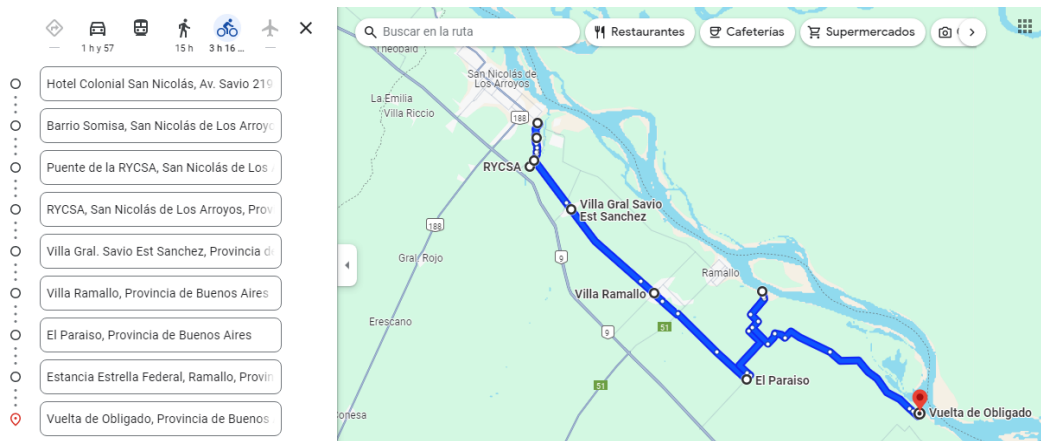 1 h y 57
15 h
3 h 16 ...
Hotel Colonial San Nicolás, Av. Savio 219
Barrio Somisa, San Nicolás de Los Arroyo
Puente de la RYCSA, San Nicolás de Los
RYCSA, San Nicolás de Los Arroyos, Prov
Villa Gral. Savio Est Sanchez, Provincia de
Villa Ramallo, Provincia de Buenos Aires
El Paraiso, Provincia de Buenos Aires
Estancia Estrella Federal, Ramallo, Provin
Vuelta de Obligado, Provincia de Buenos
Buscar en la ruta
Restaurantes
Cafeterías
Supermercados
Theobald
San Nicolás de
Los Arroyos
La Emilia
Villa Riccio
188
RYCSA
Villa Gral Savio
Est Sanchez
188
Gral. Rojo
9
Ramallo
Villa Ramallo
Erescano
9
51
El Paraiso
51
Conesa
Vuelta de Obligado